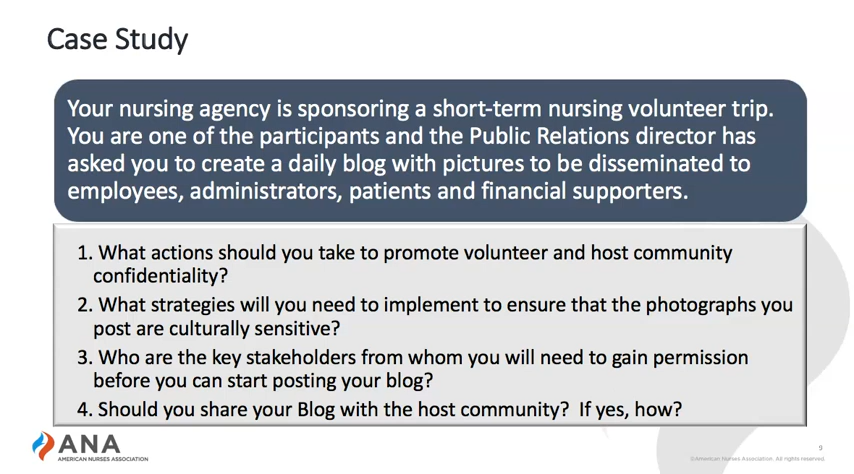 Case Study
Your nursing agency is sponsoring a short-term nursing volunteer trip.
You are one of the participants and the Public Relations director has
asked you to create a daily blog with pictures to be disseminated to
employees, administrators, patients and financial supporters.
1. What actions should you take to promote volunteer and host community
confidentiality?
2. What strategies will you need to implement to ensure that the photographs you
post are culturally sensitive?
3. Who are the key stakeholders from whom you will need to gain permission
before you can start posting your blog?
4. Should you share your Blog with the host community?  If yes, how?
ANA
AMERICAN NURSES ASSOCIATION
9
©American Nurses Association. All rights reserved.